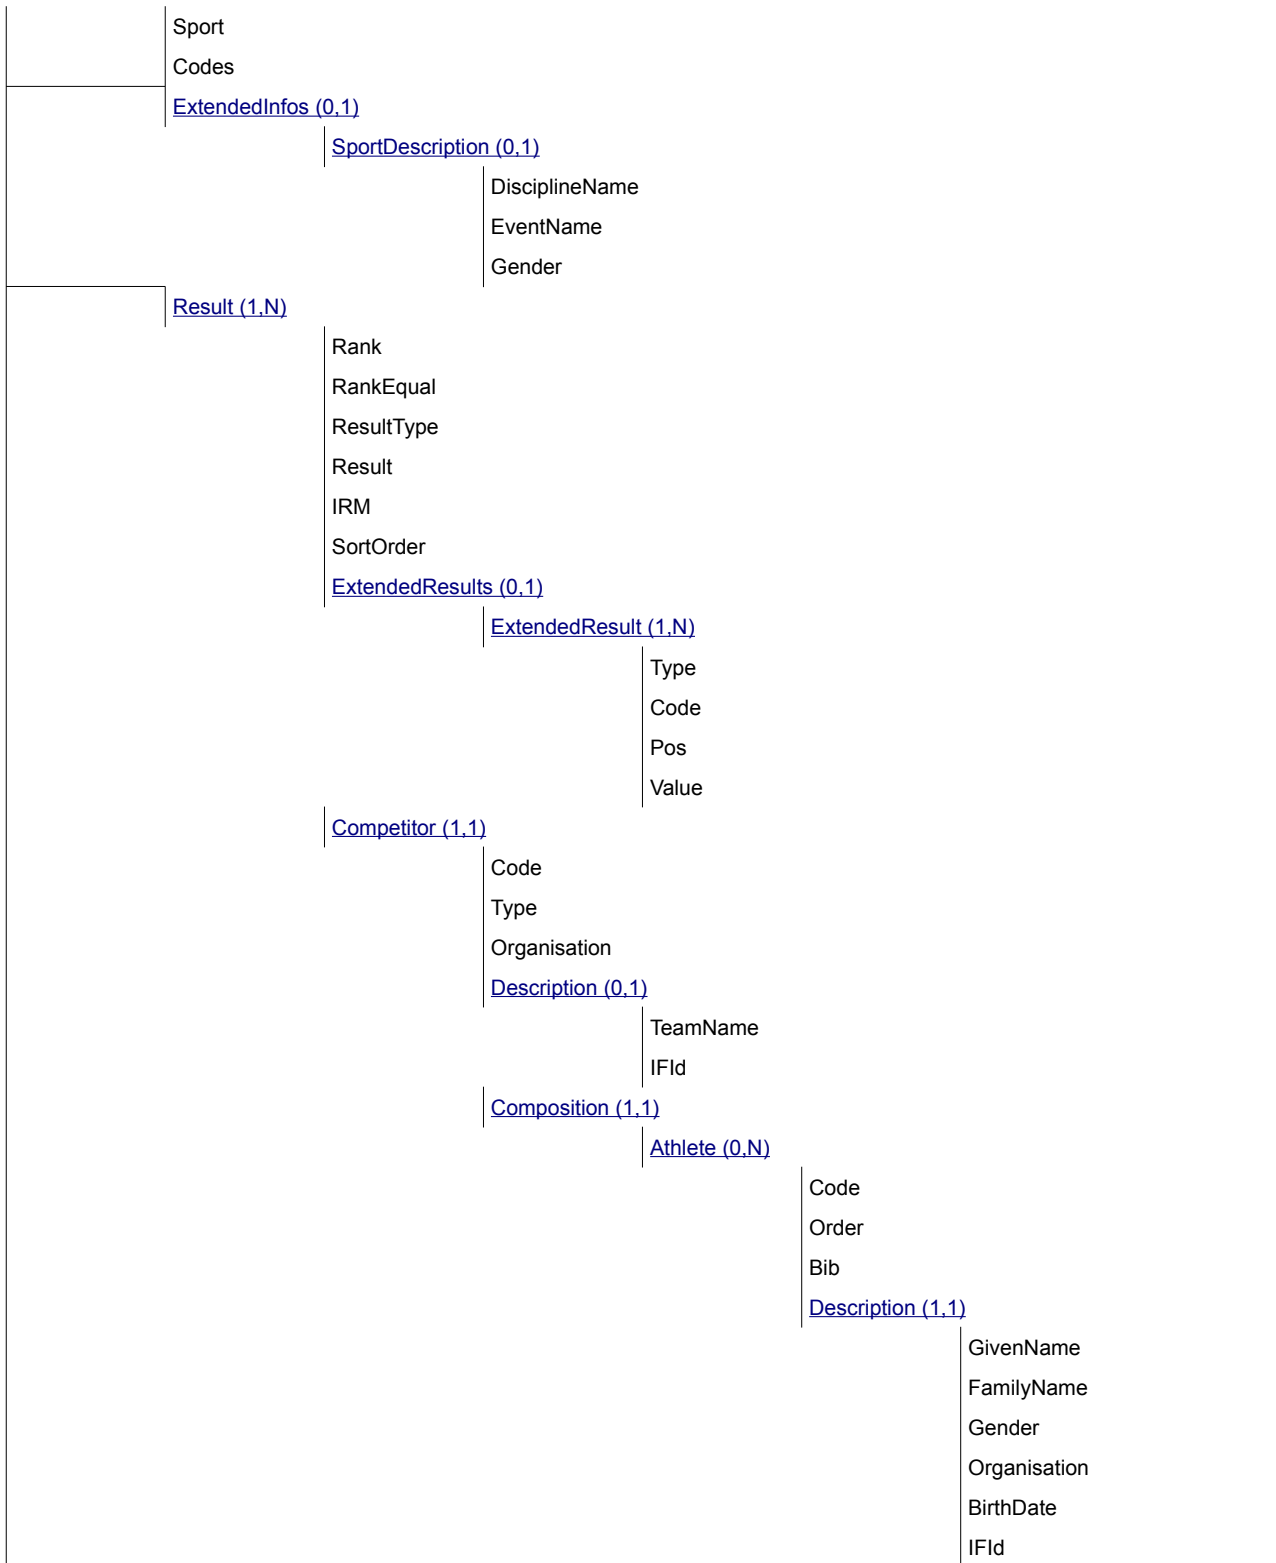 Sport
Codes
ExtendedInfos (0,1)
SportDescription (0,1)
DisciplineName
EventName
Gender
Result (1,N)
Rank
RankEqual
ResultType
Result
IRM
SortOrder
ExtendedResults (0,1)
ExtendedResult (1,N)
Type
Code
Pos
Value
Competitor (1,1)
Code
Type
Organisation
Description (0,1)
TeamName
IFId
Composition (1,1)
Athlete (0,N)
Code
Order
Bib
Description (1,1)
GivenName
FamilyName
Gender
Organisation
BirthDate
IFId